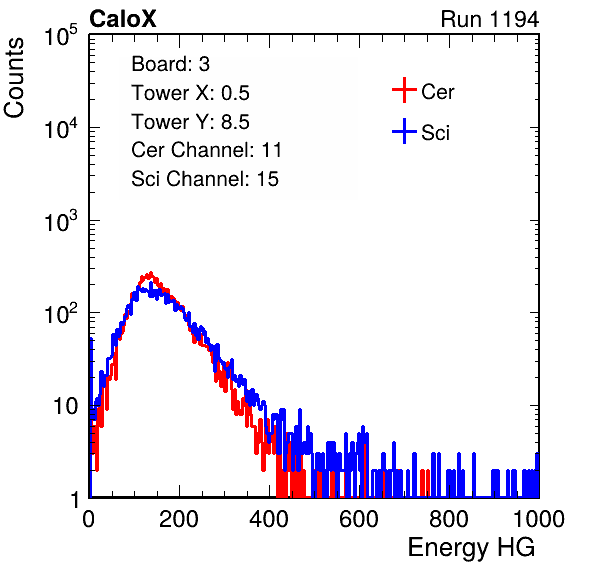 CaloX Run 1194
Counts
10^5
10^4
10^3
10^2
10
1
Board: 3
Tower X: 0.5
Tower Y: 8.5
Cer Channel: 11
Sci Channel: 15
Cer
Sci
0 200 400 600 800 1000
Energy HG